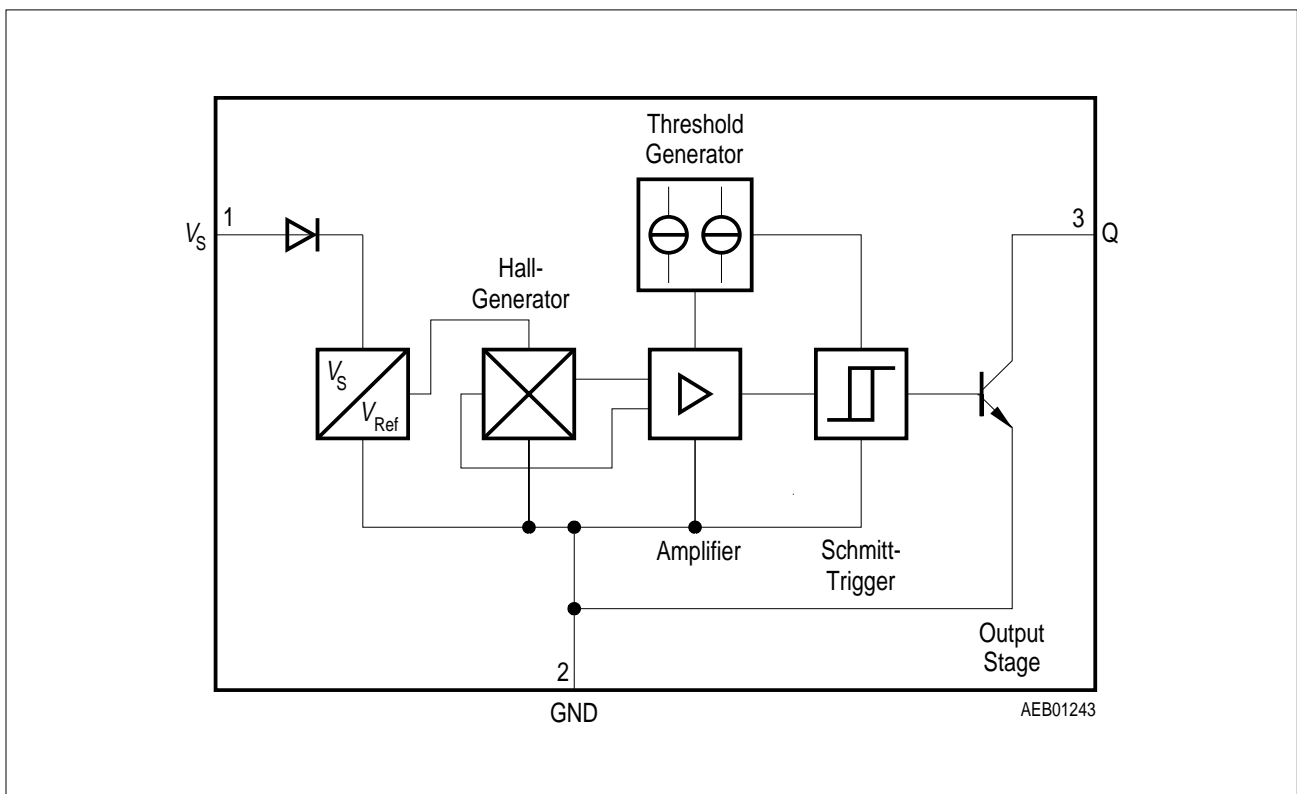 Threshold
Generator
1
V_S
3
Q
Hall-
Generator
V_S
V_Ref
Amplifier
Schmitt-
Trigger
Output
Stage
2
GND
AEB01243